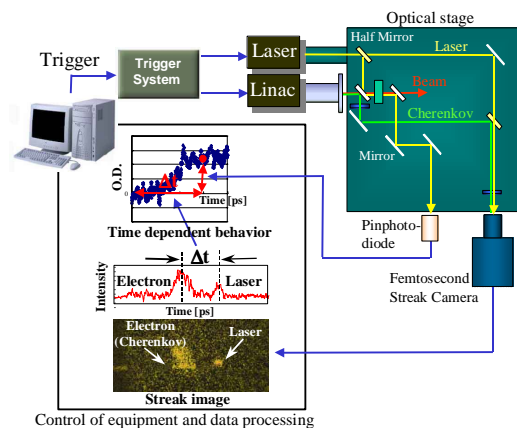 Optical stage
Half Mirror
Laser
Laser
Trigger
Trigger
System
Linac
Beam
Cherenkov
Mirror
O.D.
Δt
0
Time [ps]
Time dependent behavior
Pinphoto-
diode
Δt
Intensity
Electron
Laser
Time [ps]
Femtosecond
Streak Camera
Electron
(Cherenkov)
Laser
Streak image
Control of equipment and data processing